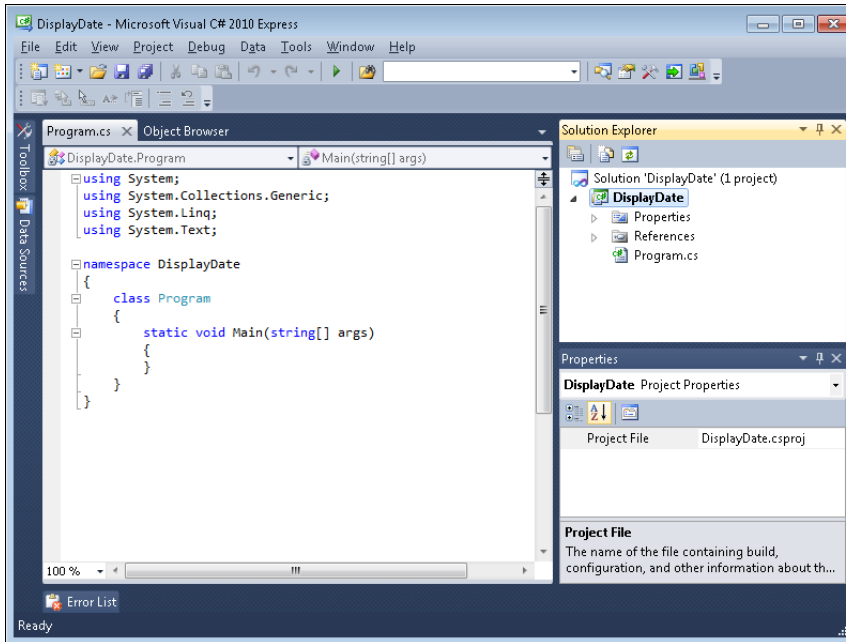 DisplayDate - Microsoft Visual C# 2010 Express
File Edit View Project Debug Data Tools Window Help
Program.cs Object Browser
DisplayDate.Program Main(string[] args)
using System;
using System.Collections.Generic;
using System.Linq;
using System.Text;
namespace DisplayDate
{
class Program
{
static void Main(string[] args)
{
}
}
}
100 %
Toolbox
Data Sources
Solution Explorer
Solution 'DisplayDate' (1 project)
DisplayDate
Properties
References
Program.cs
Properties
DisplayDate Project Properties
Project File DisplayDate.csproj
Project File
The name of the file containing build,
configuration, and other information about th...
Error List
Ready